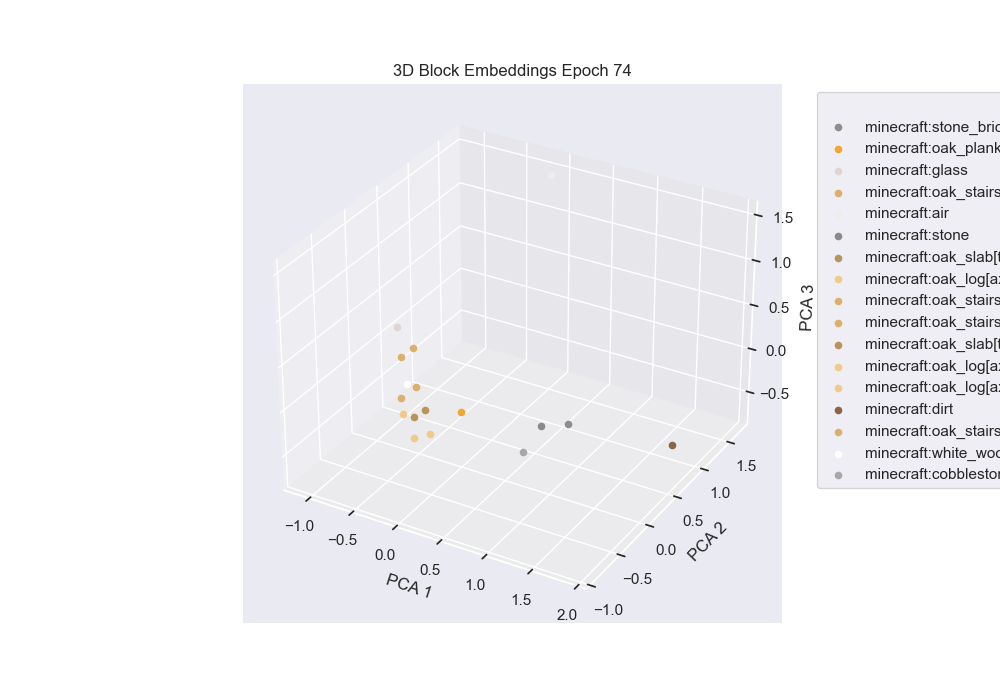 3D Block Embeddings Epoch 74
minecraft:stone_bric
minecraft:oak_plank
minecraft:glass
minecraft:oak_stairs
minecraft:air
minecraft:stone
minecraft:oak_slab[t
minecraft:oak_log[ax
minecraft:oak_stairs
minecraft:oak_stairs
minecraft:oak_slab[t
minecraft:oak_log[ax
minecraft:oak_log[ax
minecraft:dirt
minecraft:oak_stairs
minecraft:white_woo
minecraft:cobbleston
1.5
1.0
0.5
0.0
−0.5
PCA 3
1.5
1.0
0.5
0.0
−0.5
−1.0
PCA 2
−1.0
−0.5
0.0
0.5
1.0
1.5
2.0
PCA 1